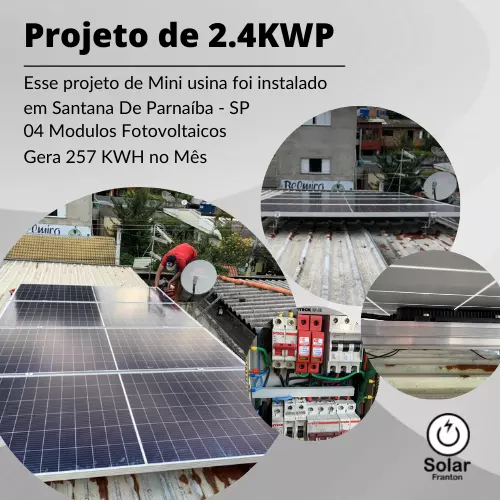 Projeto de 2.4KWP
Esse projeto de Mini usina foi instalado
em Santana De Parnaíba - SP
04 Modulos Fotovoltaicos
Gera 257 KWH no Mês
Belmiro
Solar
Franton